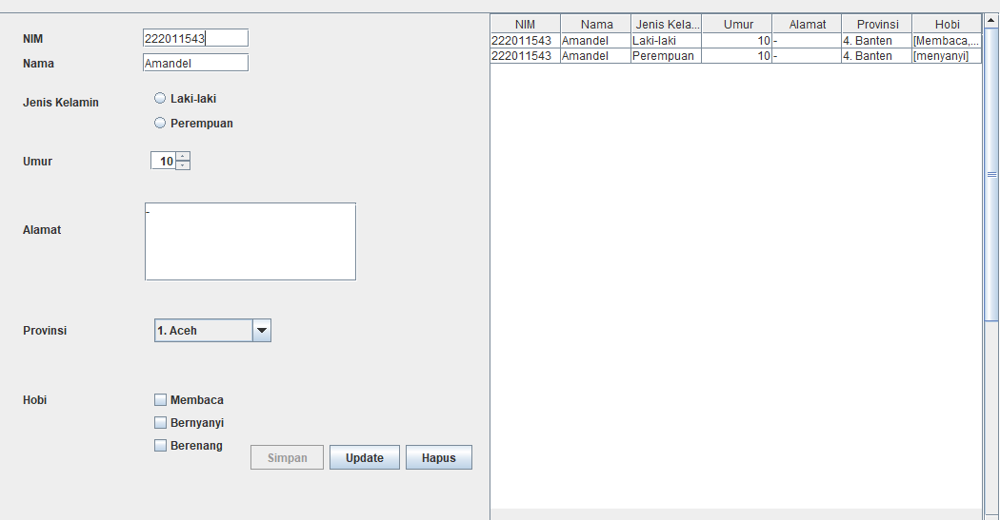 NIM 222011543
Nama Amandel
Jenis Kelamin Laki-laki
Perempuan
Umur 10
Alamat -
Provinsi 1. Aceh
Hobi Membaca
Bernyanyi
Berenang
Simpan Update Hapus
NIM Nama Jenis Kela... Umur Alamat Provinsi Hobi
222011543 Amandel Laki-laki 10 - 4. Banten [Membaca,...
222011543 Amandel Perempuan 10 - 4. Banten [menyanyi]